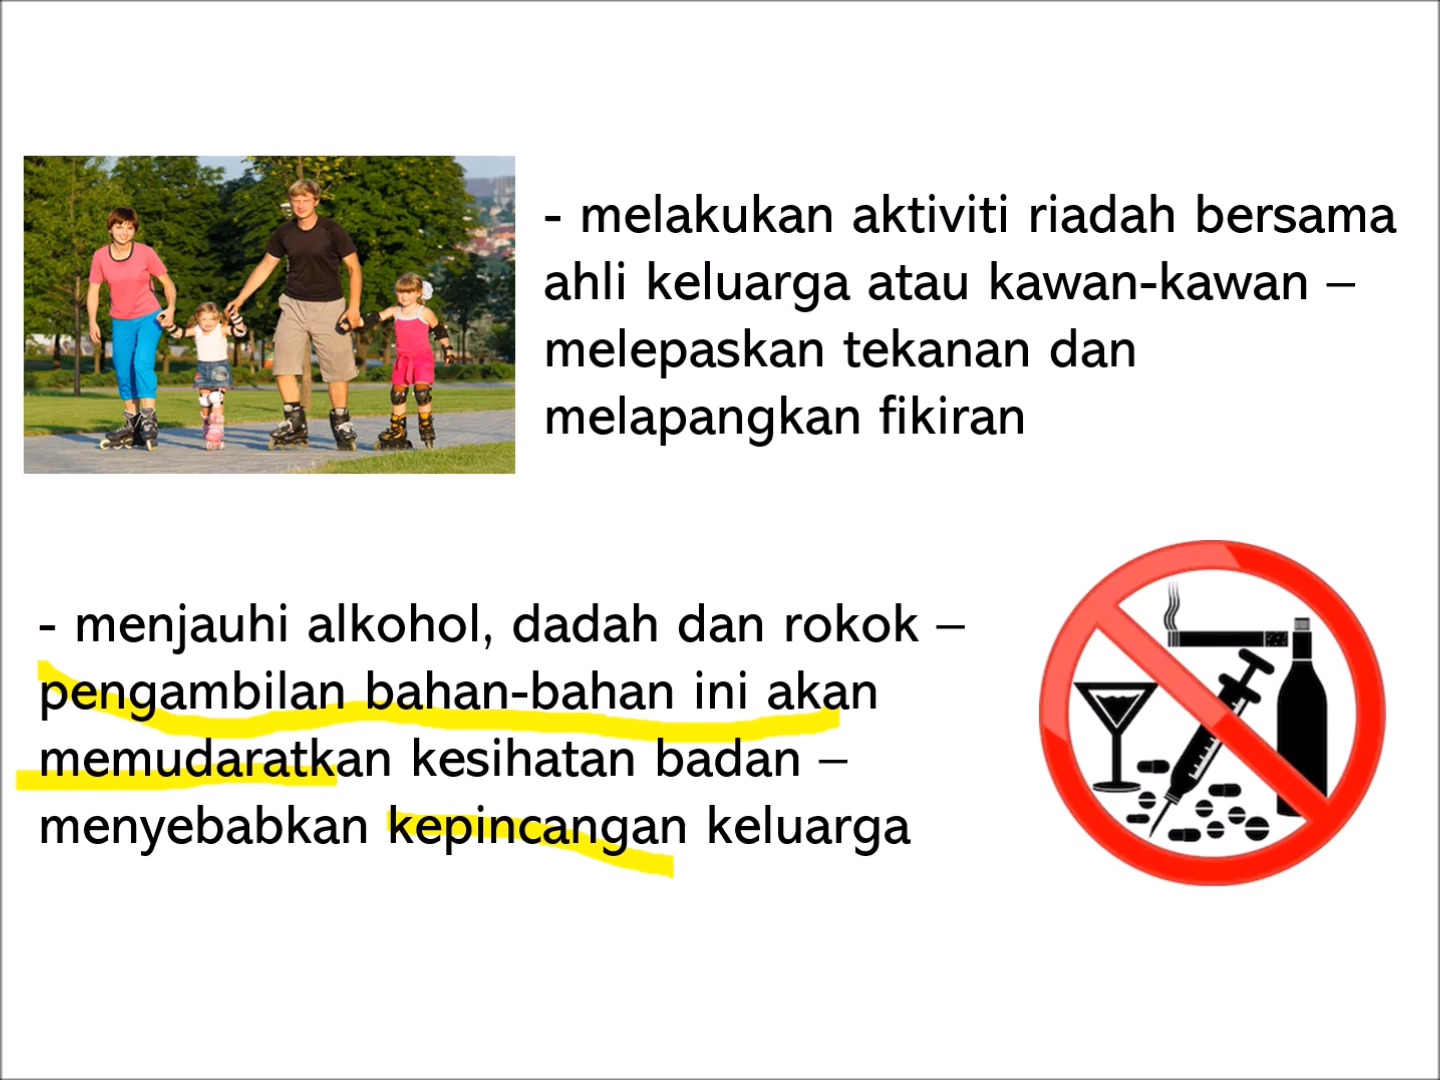 - melakukan aktiviti riadah bersama
ahli keluarga atau kawan-kawan –
melepaskan tekanan dan
melapangkan fikiran
- menjauhi alkohol, dadah dan rokok –
pengambilan bahan-bahan ini akan
memudaratkan kesihatan badan –
menyebabkan kepincangan keluarga